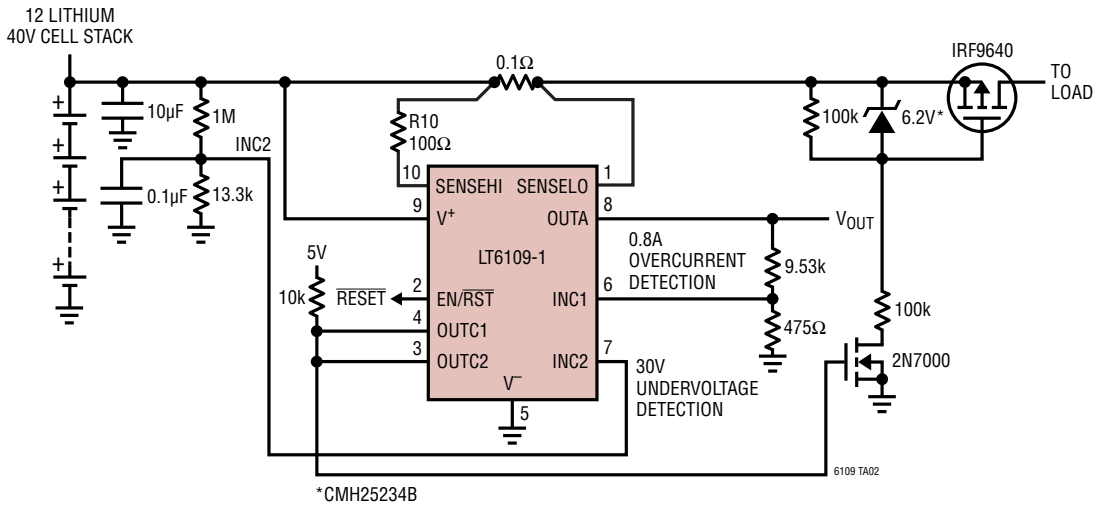 12 LITHIUM
40V CELL STACK
+
+
+
+
10µF
1M
INC2
0.1µF
13.3k
0.1Ω
R10
100Ω
10
SENSEHI
SENSELO
1
9
V+
OUTA
8
VOUT
LT6109-1
5V
10k
RESET
2
EN/RST
INC1
6
4
OUTC1
3
OUTC2
INC2
7
V–
5
0.8A
OVERCURRENT
DETECTION
9.53k
475Ω
30V
UNDERVOLTAGE
DETECTION
IRF9640
TO
LOAD
100k
6.2V*
100k
2N7000
6109 TA02
*CMH25234B